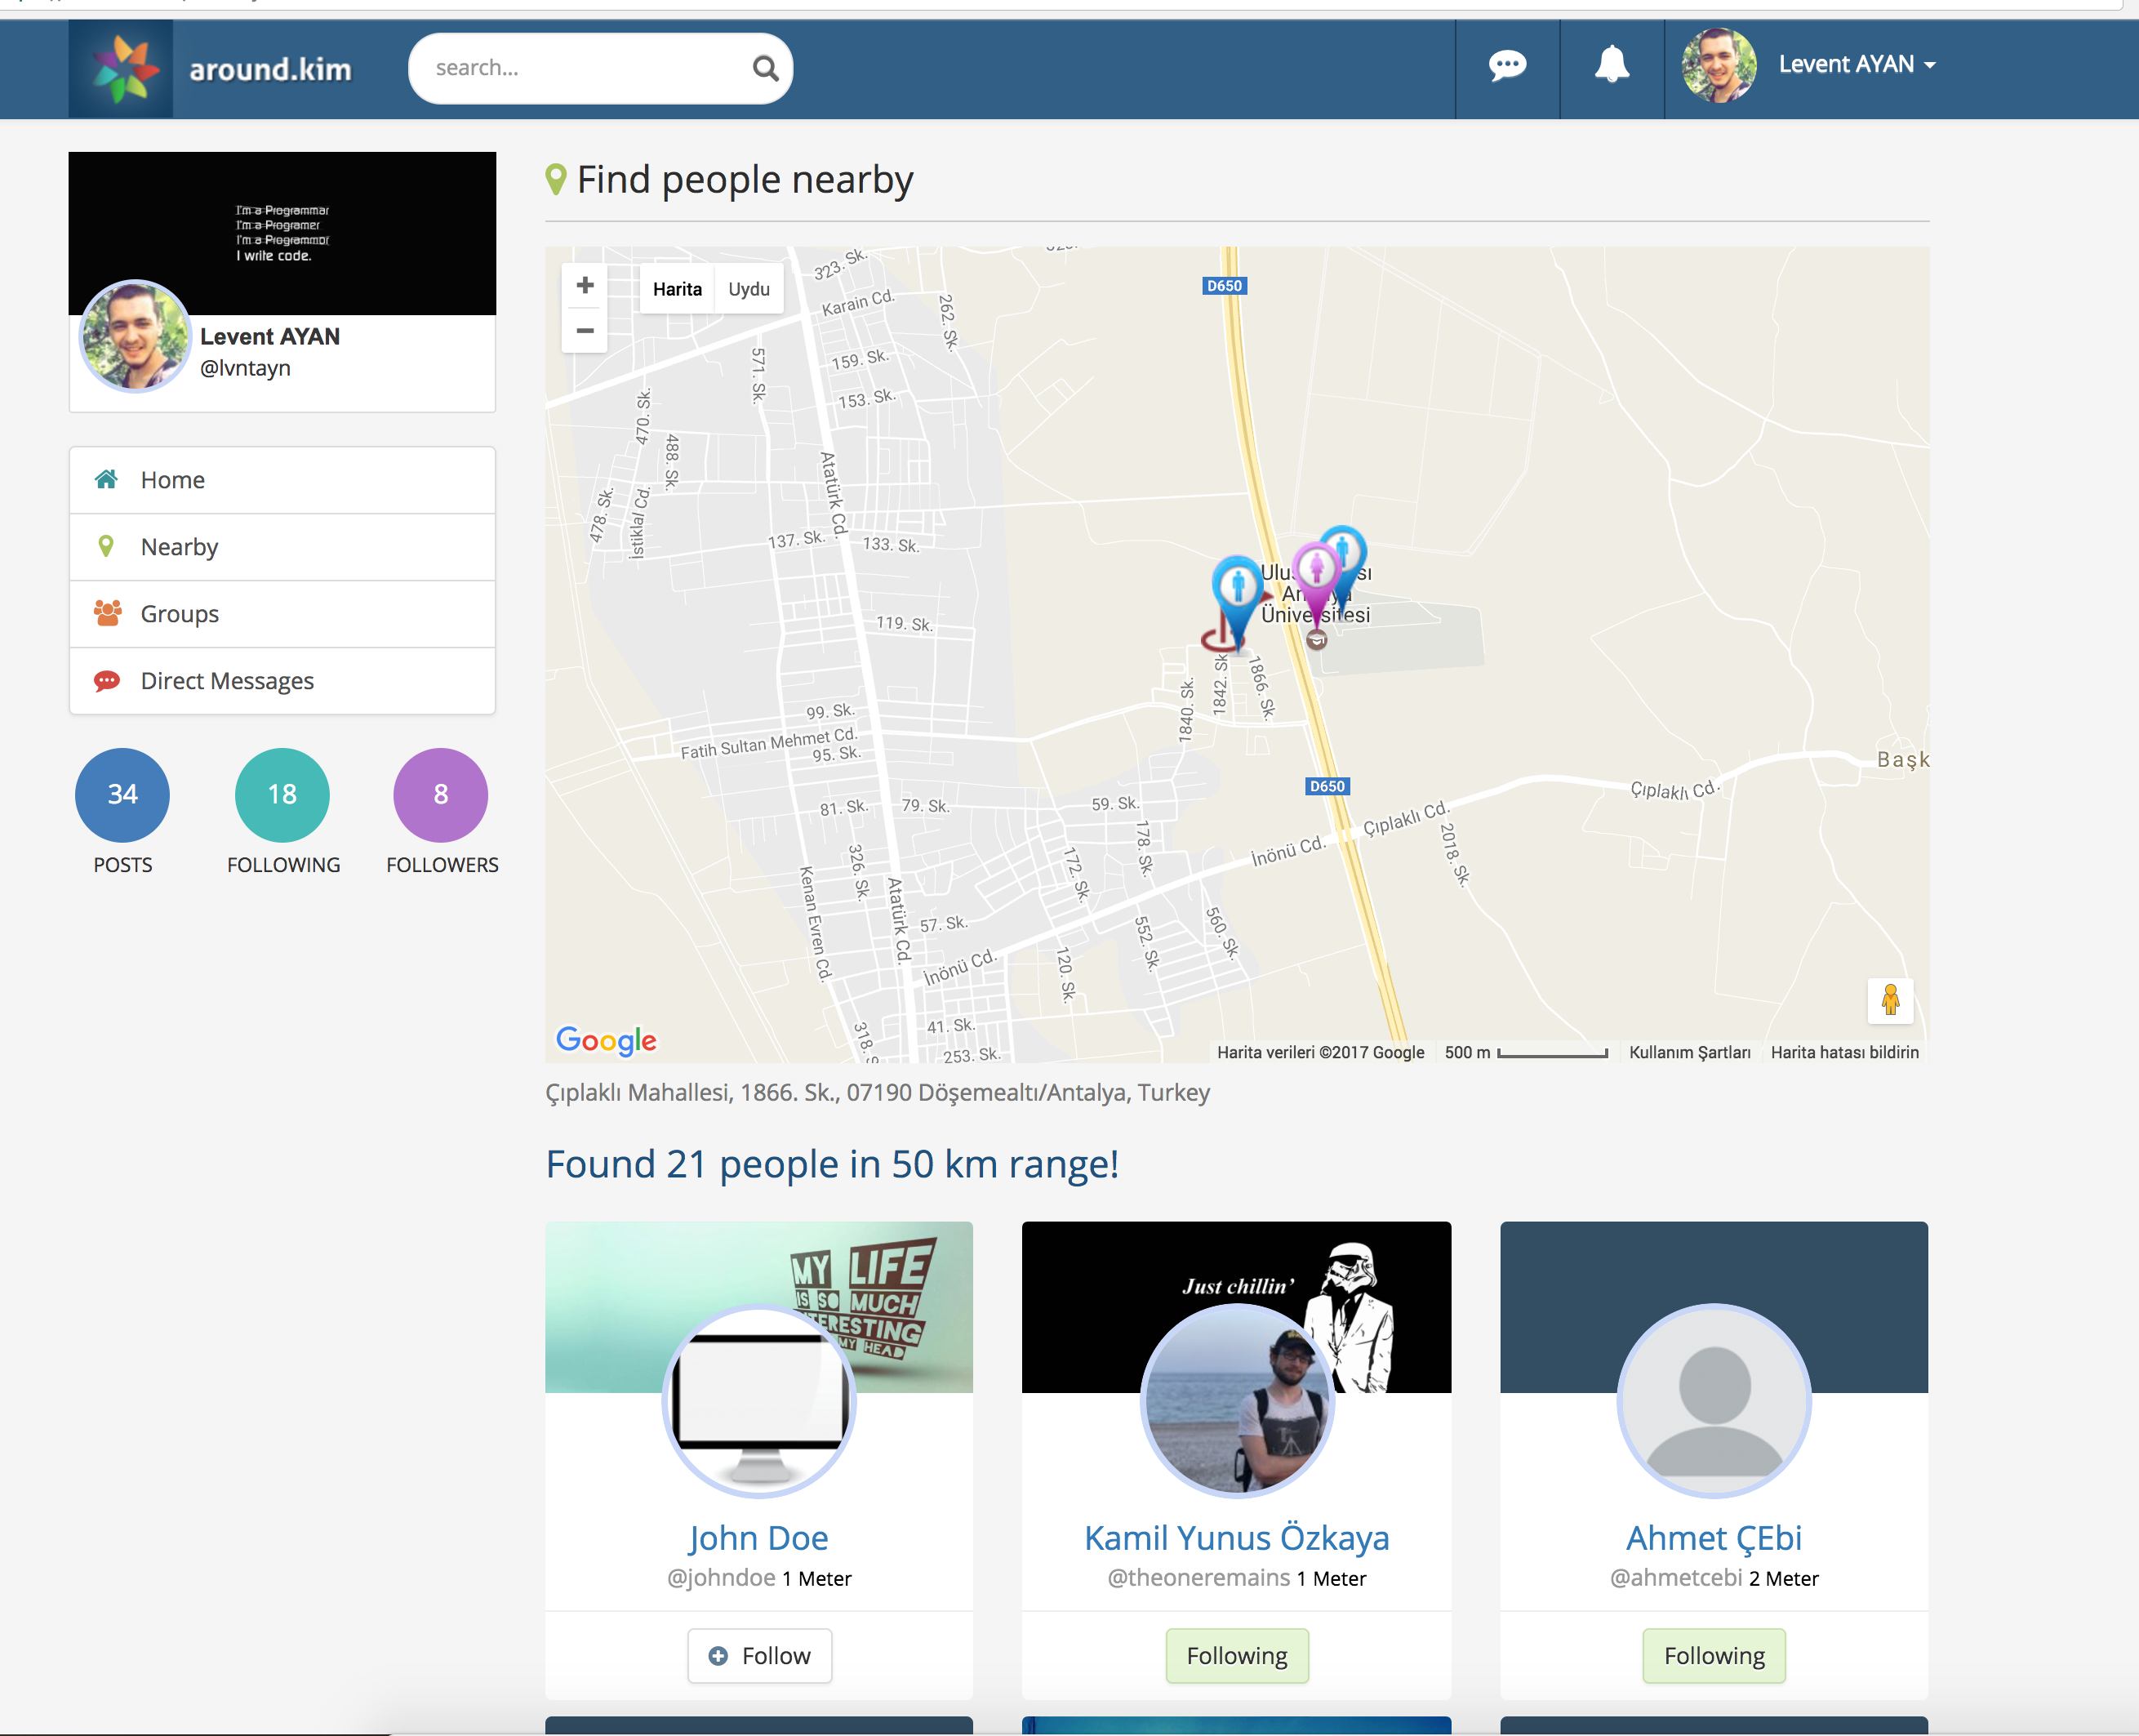 around.kim
search...
Levent AYAN
I'm a Programmar
I'm a Programer
I'm a Programmor
I write code.
Levent AYAN
@lvntayn
Home
Nearby
Groups
Direct Messages
34
18
8
POSTS
FOLLOWING
FOLLOWERS
Find people nearby
Harita
Uydu
323. Sk.
Karain Cd.
262. Sk.
D650
571. Sk.
159. Sk.
153. Sk.
470. Sk.
488. Sk.
478. Sk.
İstiklal Cd.
Atatürk Cd.
137. Sk.
133. Sk.
Üniversitesi
119. Sk.
1840. Sk.
1842. Sk
1866. Sk.
99. Sk.
Fatih Sultan Mehmet Cd.
95. Sk.
D650
Başk
Çıplaklı Cd.
81. Sk.
79. Sk.
59. Sk.
178. Sk.
Çıplaklı Cd.
İnönü Cd.
2018. Sk.
326. Sk.
172. Sk.
Kenan Evren Cd.
Atatürk Cd.
57. Sk.
552. Sk.
560. Sk.
İnönü Cd.
120. Sk.
41. Sk.
318. S
253. Sk.
Google
Harita verileri ©2017 Google
500 m
Kullanım Şartları
Harita hatası bildirin
Çıplaklı Mahallesi, 1866. Sk., 07190 Döşemealtı/Antalya, Turkey
Found 21 people in 50 km range!
MY LIFE
IS SO MUCH
TERESTING
MY HEAD
Just chillin'
John Doe
@johndoe 1 Meter
Follow
Kamil Yunus Özkaya
@theoneremains 1 Meter
Following
Ahmet ÇEbi
@ahmetcebi 2 Meter
Following